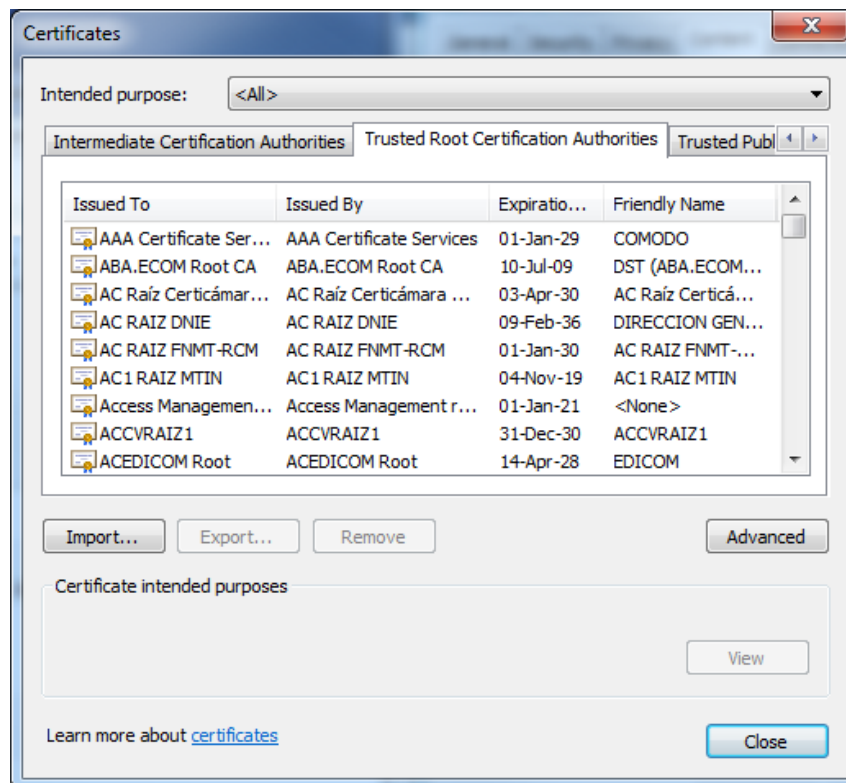 Certificates
Intended purpose: <All>
Intermediate Certification Authorities Trusted Root Certification Authorities Trusted Publ
Issued To Issued By Expiratio... Friendly Name
AAA Certificate Ser... AAA Certificate Services 01-Jan-29 COMODO
ABA.ECOM Root CA ABA.ECOM Root CA 10-Jul-09 DST (ABA.ECOM...
AC Raíz Certicámar... AC Raíz Certicámara ... 03-Apr-30 AC Raíz Certicá...
AC RAIZ DNIE AC RAIZ DNIE 09-Feb-36 DIRECCION GEN...
AC RAIZ FNMT-RCM AC RAIZ FNMT-RCM 01-Jan-30 AC RAIZ FNMT-...
AC1 RAIZ MTIN AC1 RAIZ MTIN 04-Nov-19 AC1 RAIZ MTIN
Access Managemen... Access Management r... 01-Jan-21 <None>
ACCVRAIZ1 ACCVRAIZ1 31-Dec-30 ACCVRAIZ1
ACEDICOM Root ACEDICOM Root 14-Apr-28 EDICOM
Import... Export... Remove Advanced
Certificate intended purposes
View
Learn more about certificates
Close